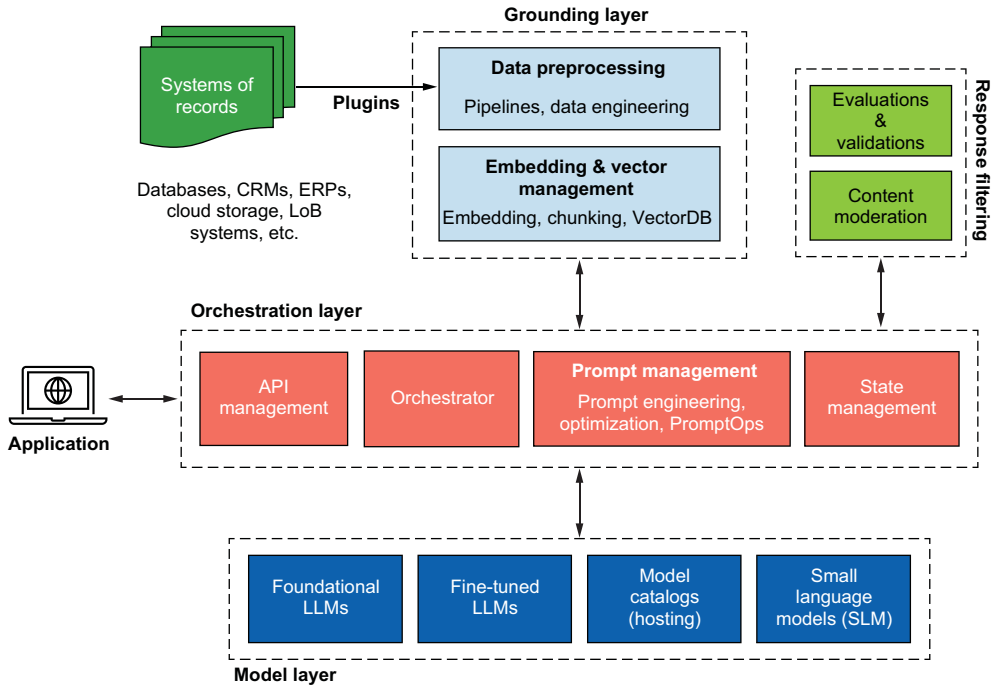 Grounding layer
Systems of
records
Plugins
Data preprocessing
Pipelines, data engineering
Embedding & vector
management
Embedding, chunking, VectorDB
Databases, CRMs, ERPs,
cloud storage, LoB
systems, etc.
Evaluations
&
validations
Content
moderation
Response filtering
Orchestration layer
API
management
Orchestrator
Prompt management
Prompt engineering,
optimization, PromptOps
State
management
Application
Foundational
LLMs
Fine-tuned
LLMs
Model
catalogs
(hosting)
Small
language
models (SLM)
Model layer